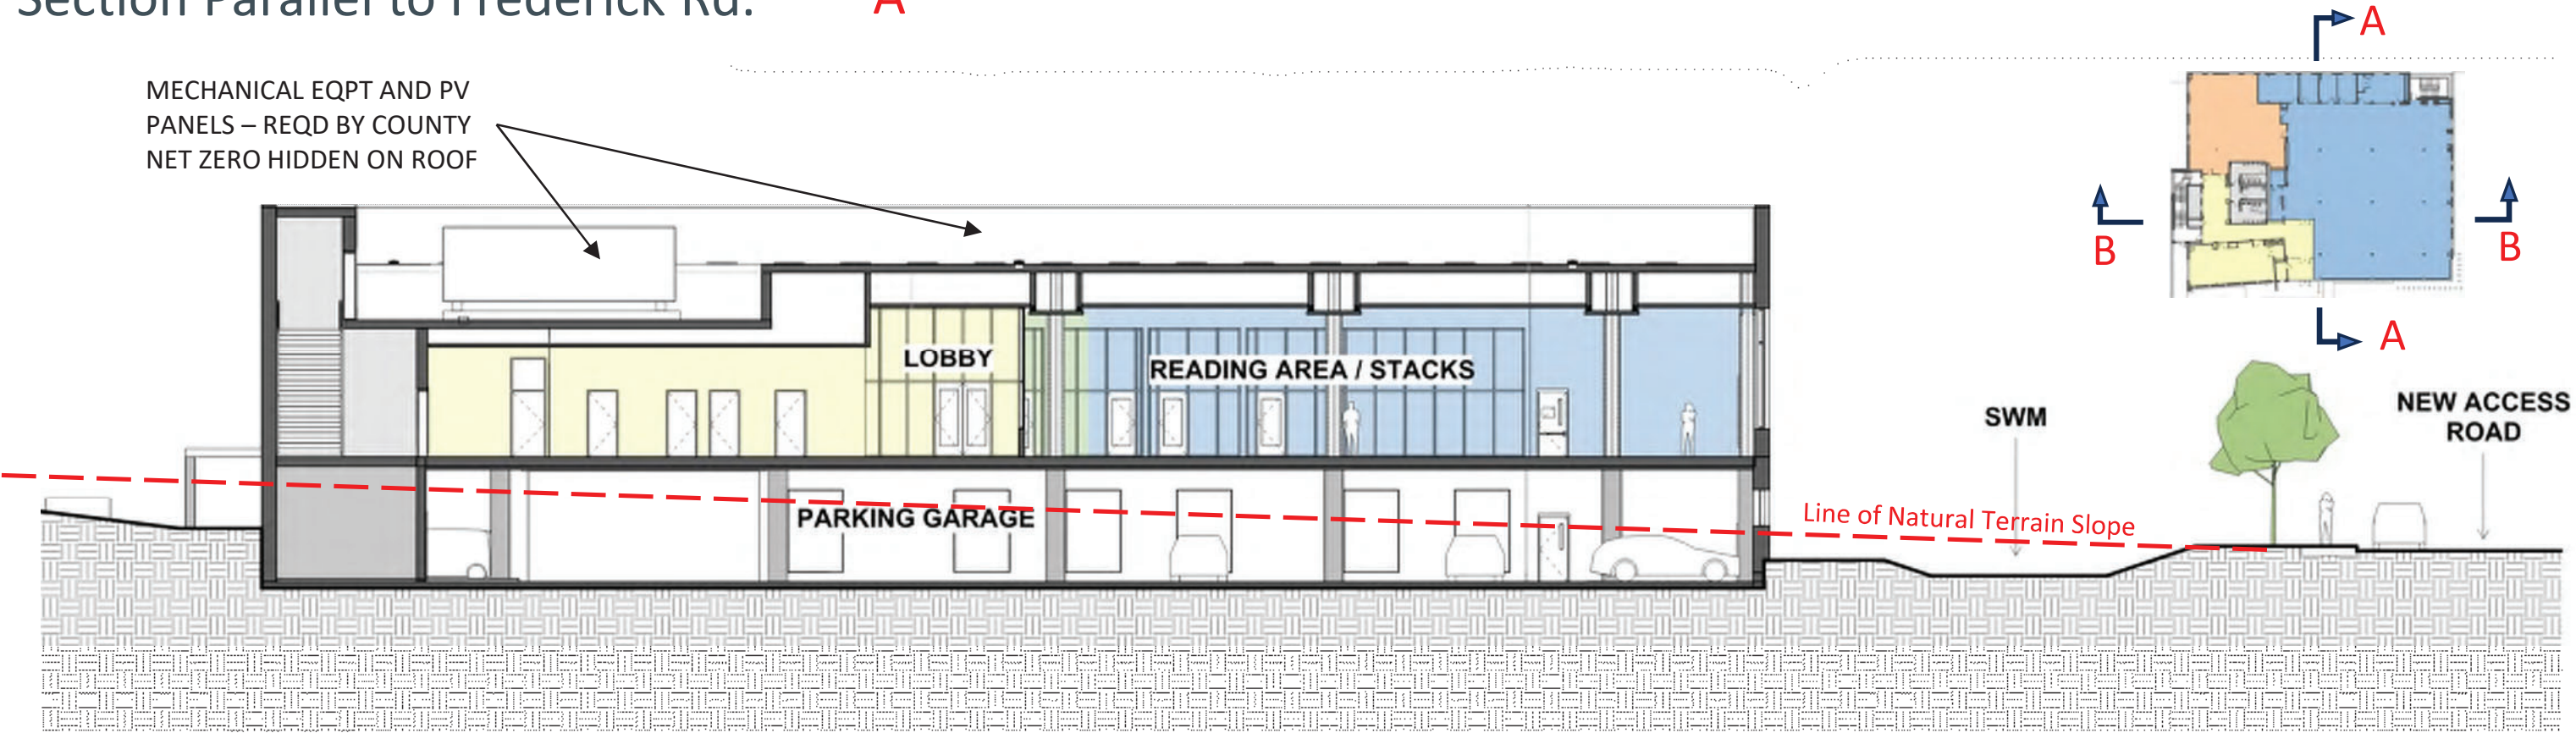 Section Parallel to Frederick Rd.
A
A
MECHANICAL EQPT AND PV
PANELS – REQD BY COUNTY
NET ZERO HIDDEN ON ROOF
B
B
A
LOBBY
READING AREA / STACKS
SWM
NEW ACCESS
ROAD
PARKING GARAGE
Line of Natural Terrain Slope